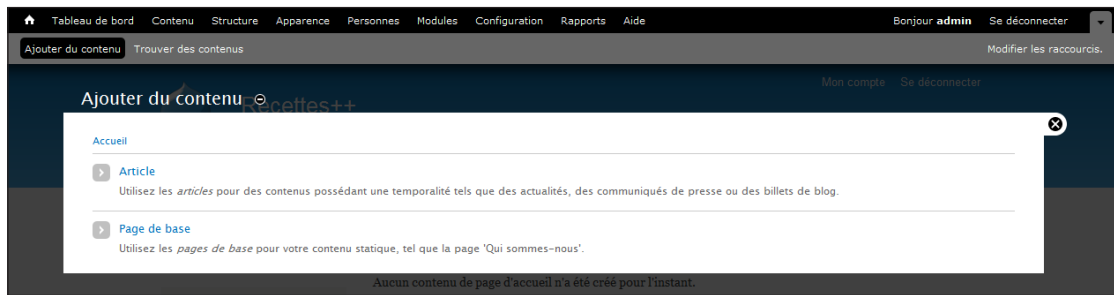 Tableau de bord Contenu Structure Apparence Personnes Modules Configuration Rapports Aide Bonjour admin Se déconnecter
Ajouter du contenu Trouver des contenus Modifier les raccourcis.
Mon compte Se déconnecter
Ajouter du contenu
Recettes++
Accueil
Article
Utilisez les articles pour des contenus possédant une temporalité tels que des actualités, des communiqués de presse ou des billets de blog.
Page de base
Utilisez les pages de base pour votre contenu statique, tel que la page 'Qui sommes-nous'.
Aucun contenu de page d'accueil n'a été créé pour l'instant.